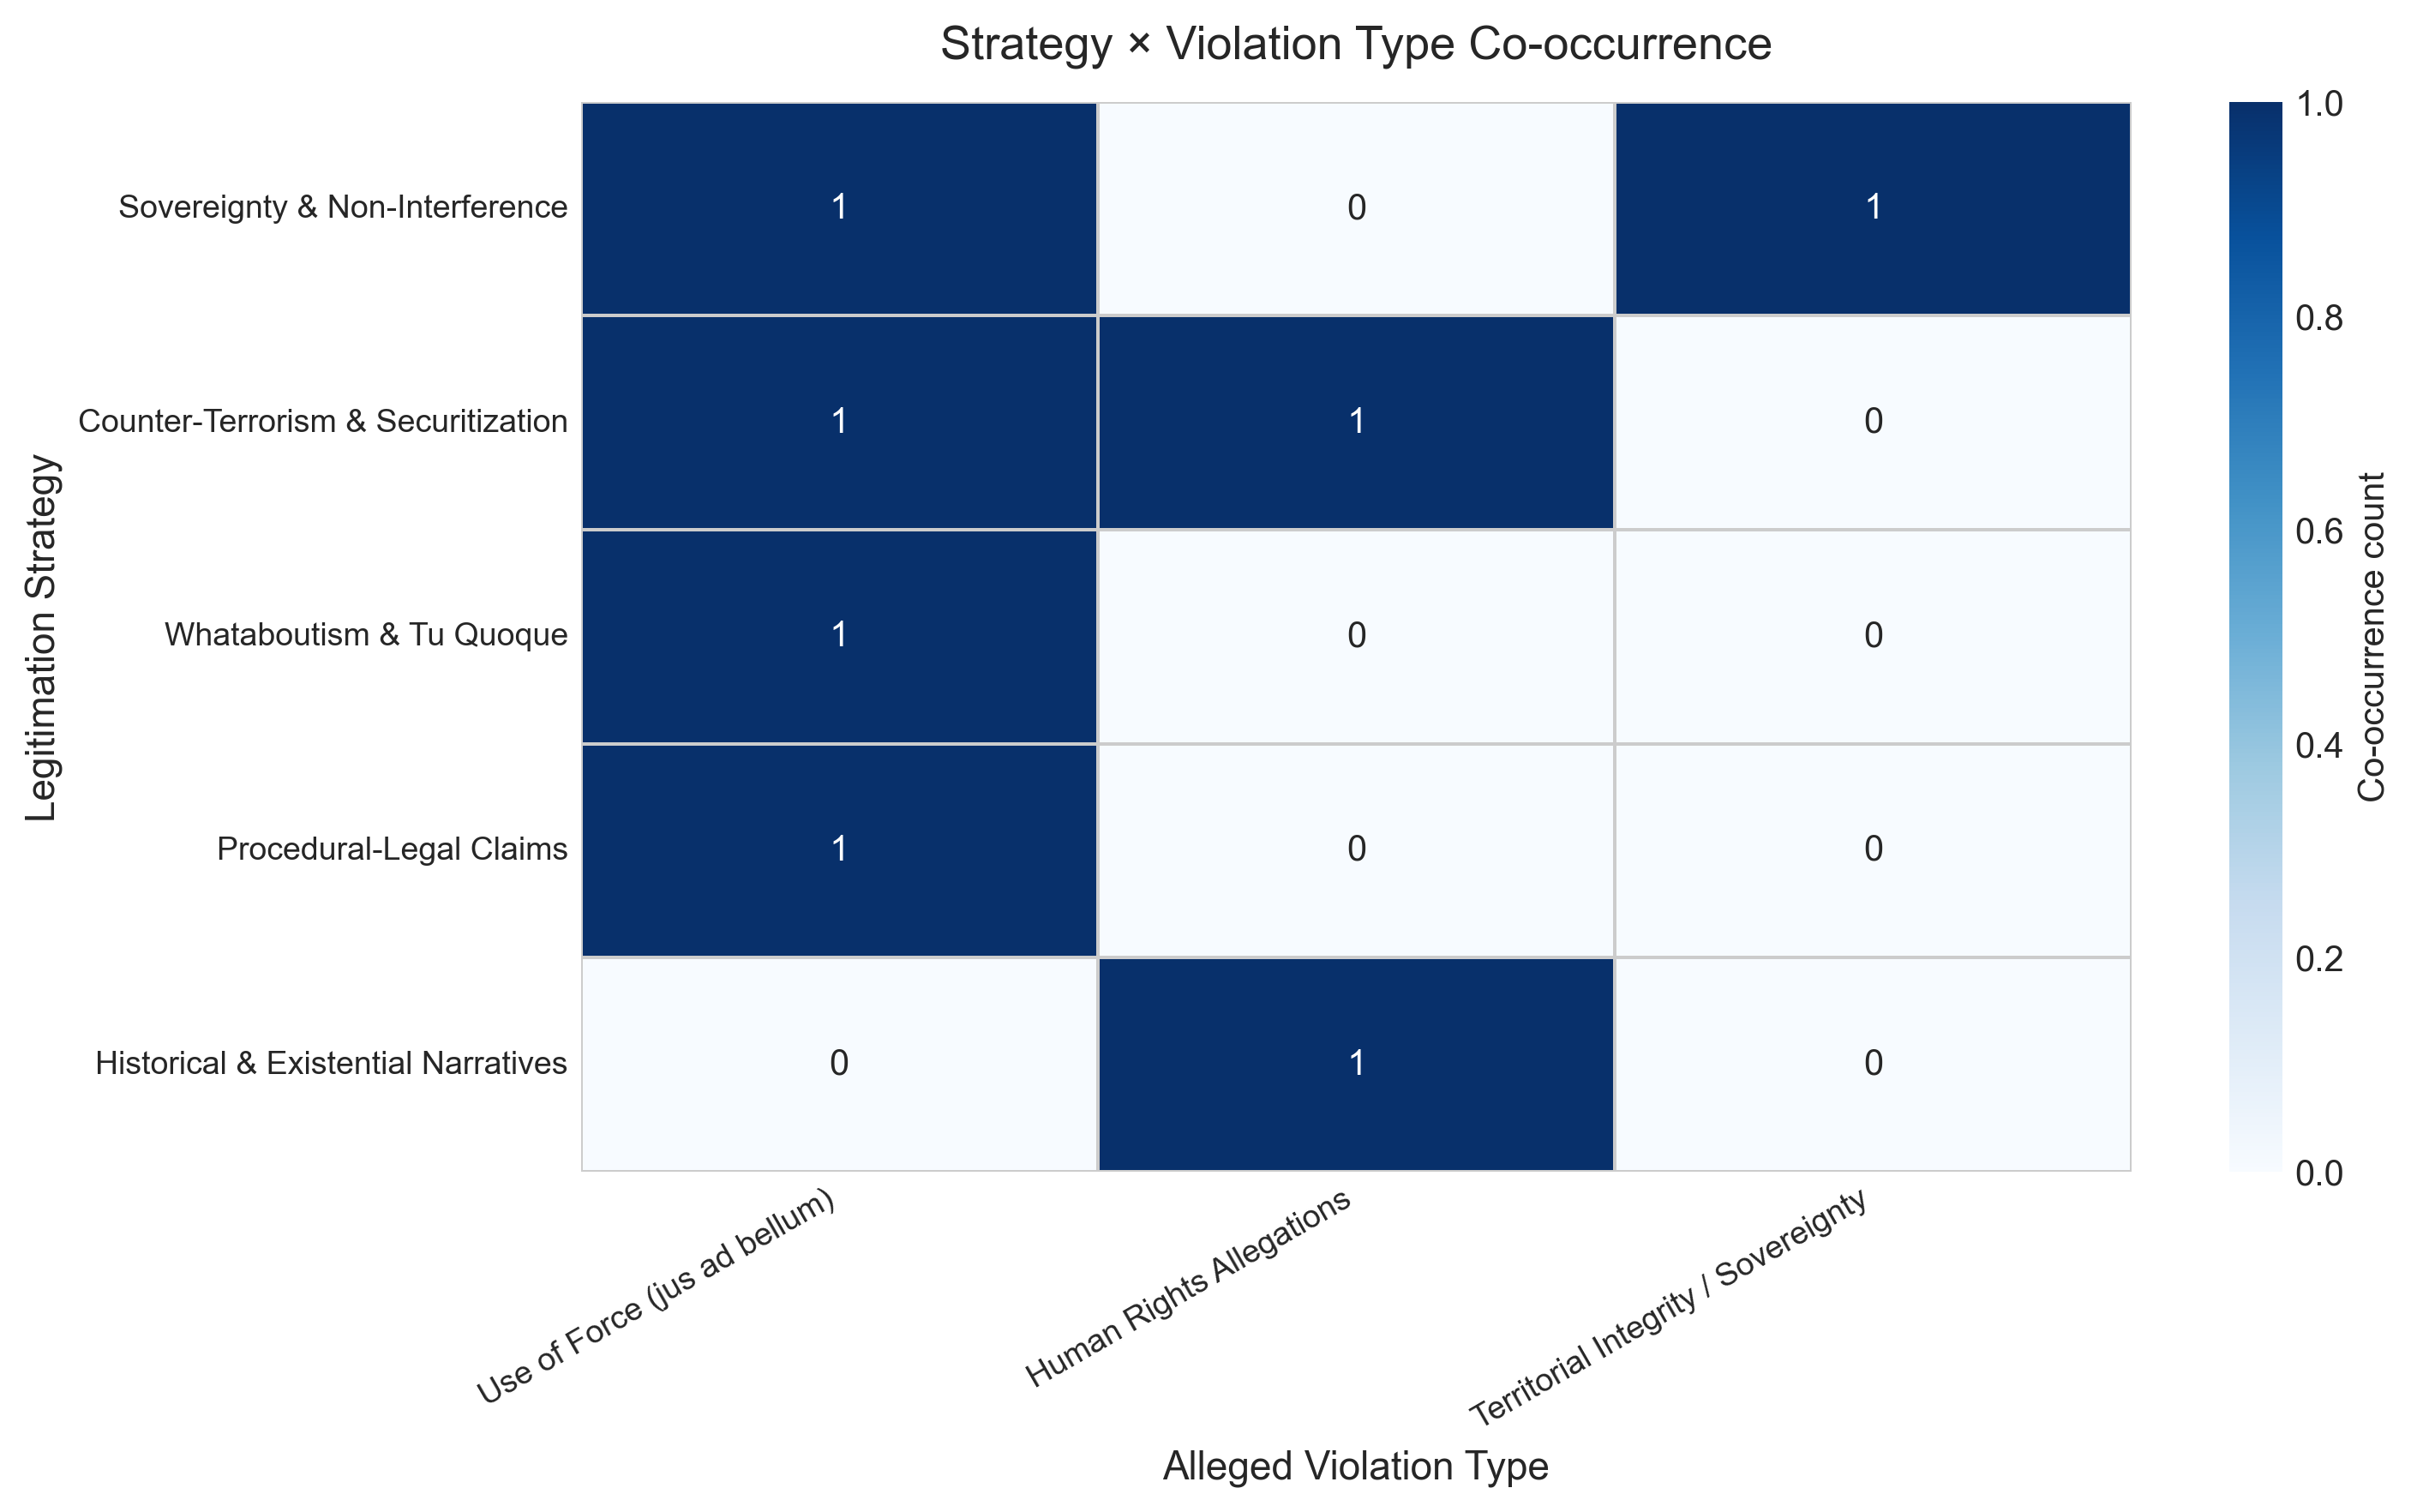 Strategy × Violation Type Co-occurrence
Legitimation Strategy
Sovereignty & Non-Interference
1
0
1
Counter-Terrorism & Securitization
1
1
0
Whataboutism & Tu Quoque
1
0
0
Procedural-Legal Claims
1
0
0
Historical & Existential Narratives
0
1
0
Use of Force (jus ad bellum)
Human Rights Allegations
Territorial Integrity / Sovereignty
Alleged Violation Type
1.0
0.8
0.6
0.4
0.2
0.0
Co-occurrence count